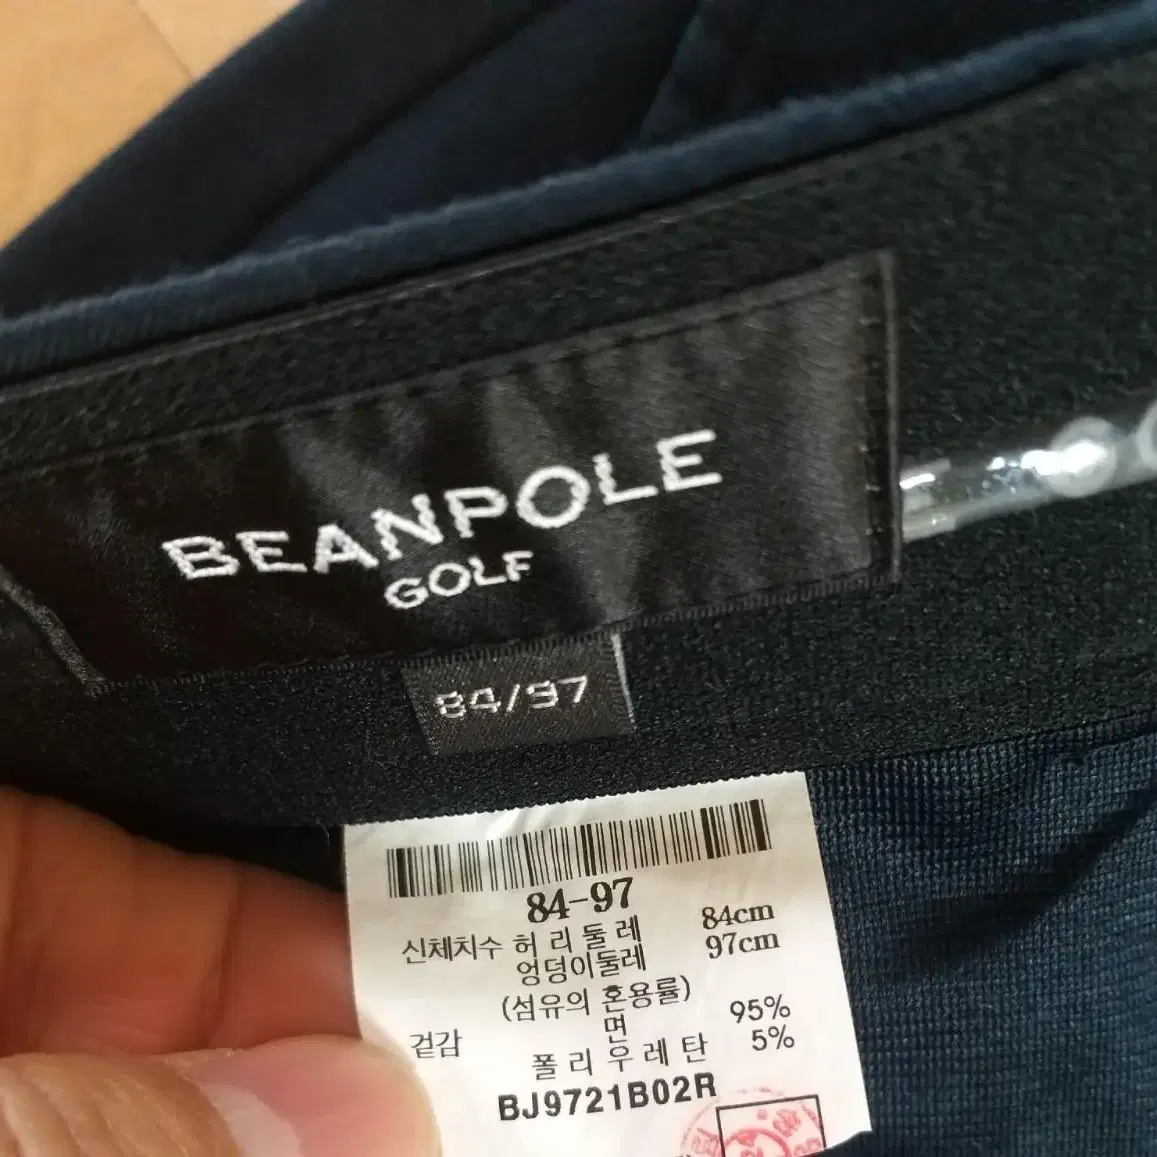 BEANPOLE
GOLF
84/97
84-97
신체치수 허 리 둘 레 84cm
엉덩이둘레 97cm
(섬유의 혼용률)
겉감 면 95%
폴 리 우 레 탄 5%
BJ9721B02R